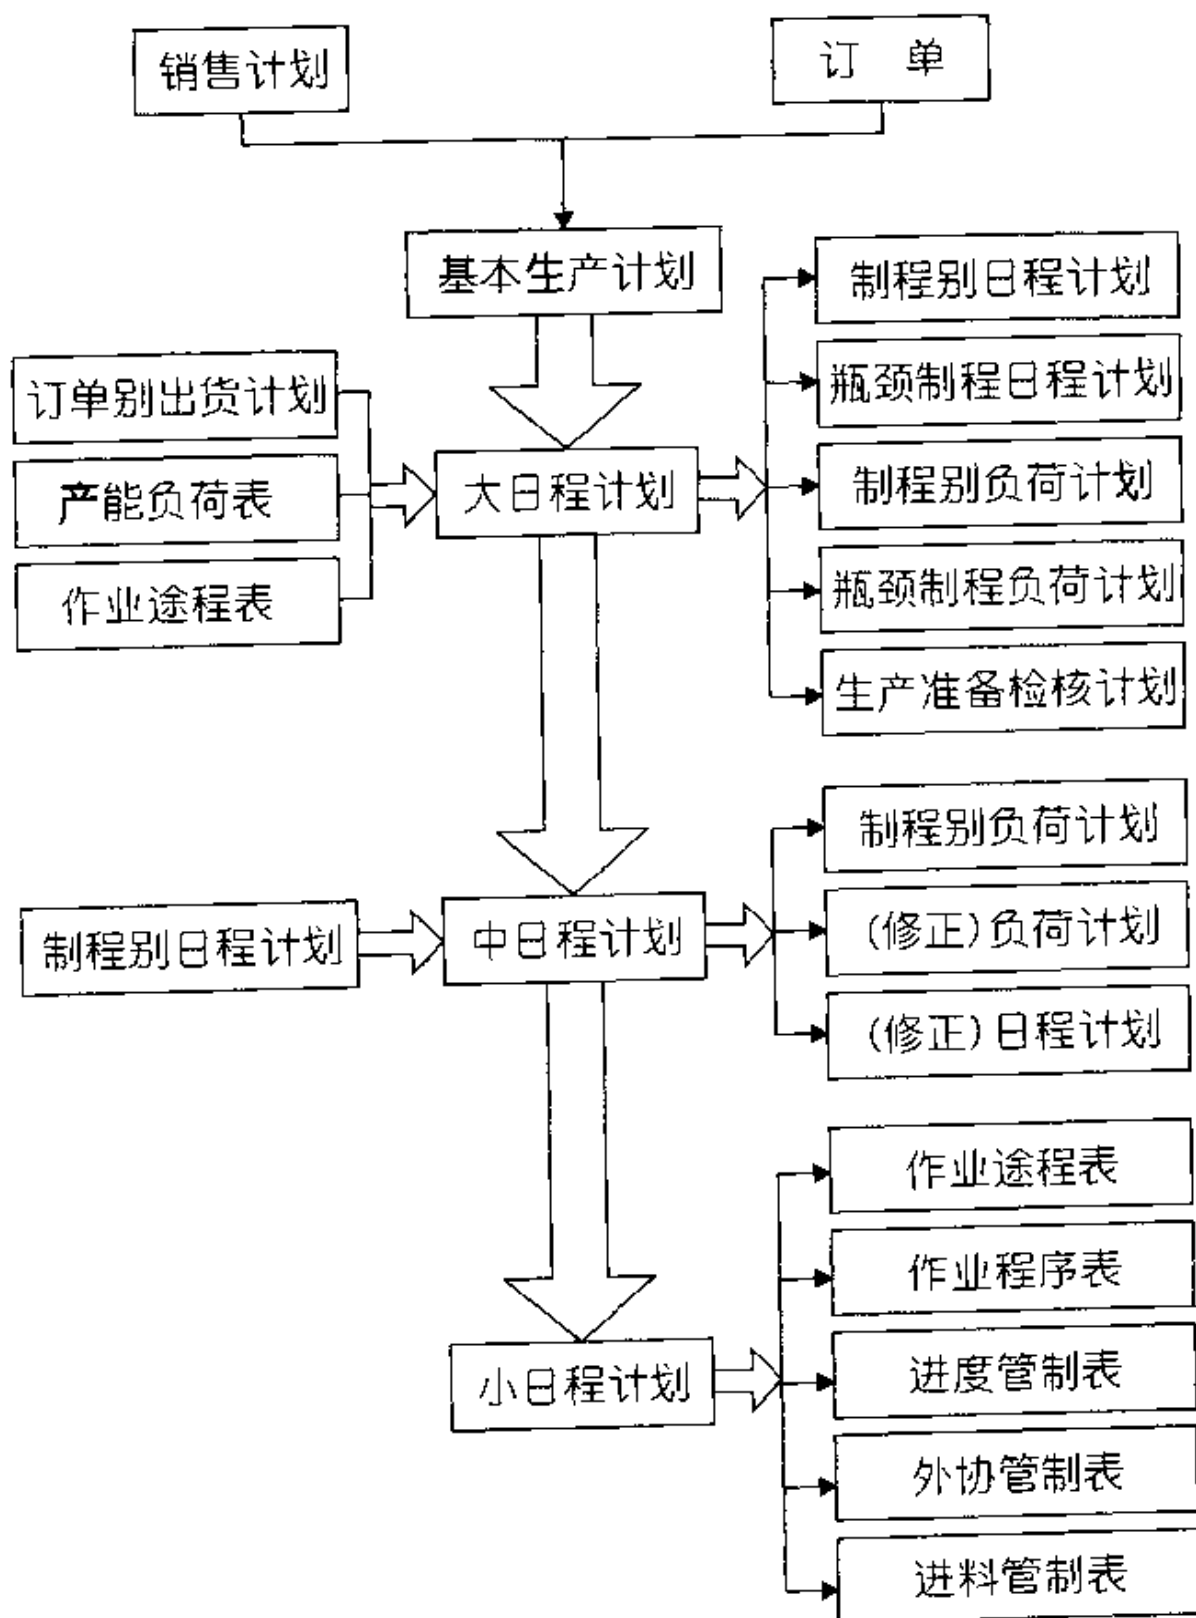 销售计划
订 单
基本生产计划
制程别日程计划
订单别出货计划
瓶颈制程日程计划
产能负荷表
大日程计划
制程别负荷计划
作业途程表
瓶颈制程负荷计划
生产准备检核计划
制程别负荷计划
制程别日程计划
中日程计划
(修正)负荷计划
(修正)日程计划
作业途程表
作业程序表
小日程计划
进度管制表
外协管制表
进料管制表